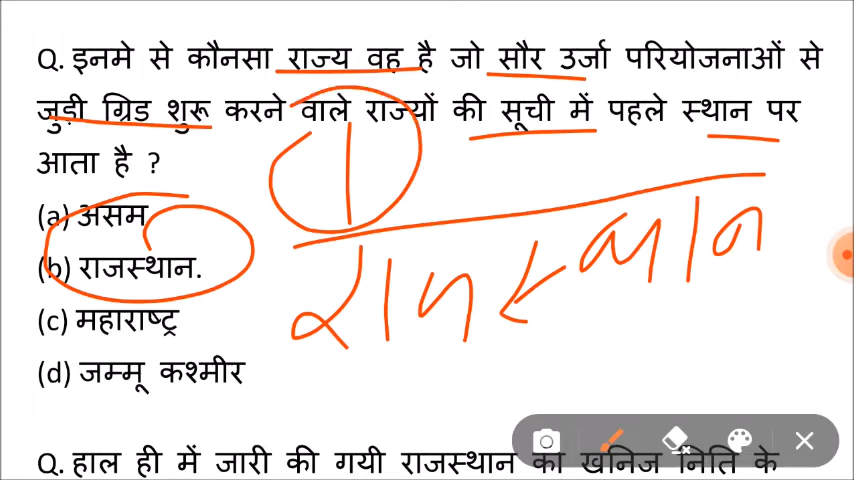 Q. इनमे से कौनसा राज्य वह है जो सौर उर्जा परियोजनाओं से
जुड़ी ग्रिड शुरू करने वाले राज्यों की सूची में पहले स्थान पर
आता है ?
(a) असम
(b) राजस्थान.
(c) महाराष्ट्र
(d) जम्मू कश्मीर
1
राजस्थान
Q. हाल ही में जारी की गयी राजस्थान का खनिज निति के